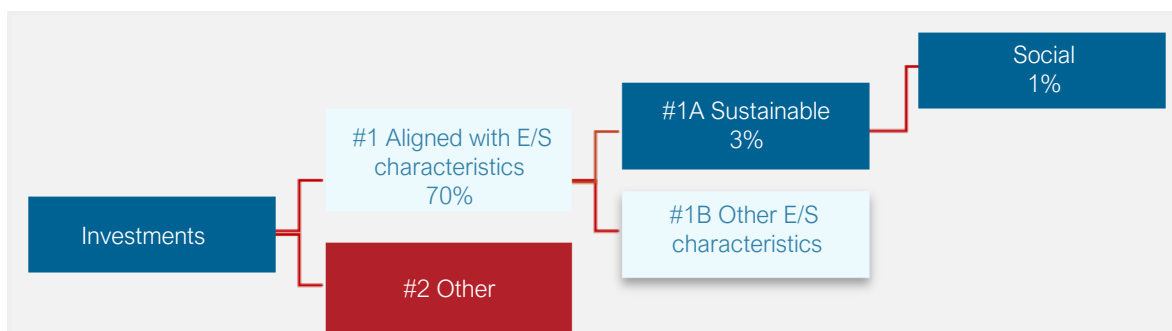 Investments
#1 Aligned with E/S
characteristics
70%
#2 Other
#1A Sustainable
3%
#1B Other E/S
characteristics
Social
1%